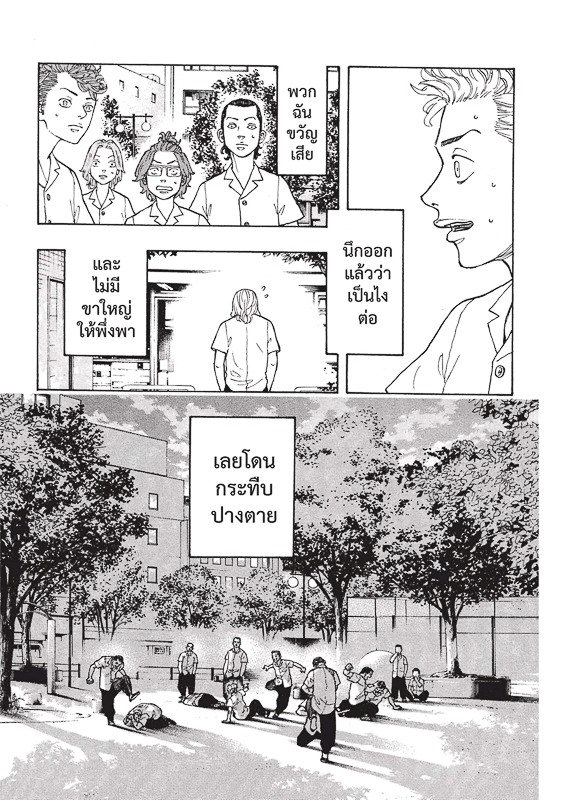 นึกออก
แล้วว่า
เป็นไง
ต่อ
พวก
ฉัน
ขวัญ
เสีย
และ
ไม่มี
ขาใหญ่
ให้พึ่งพา
เลยโดน
กระทืบ
ปางตาย